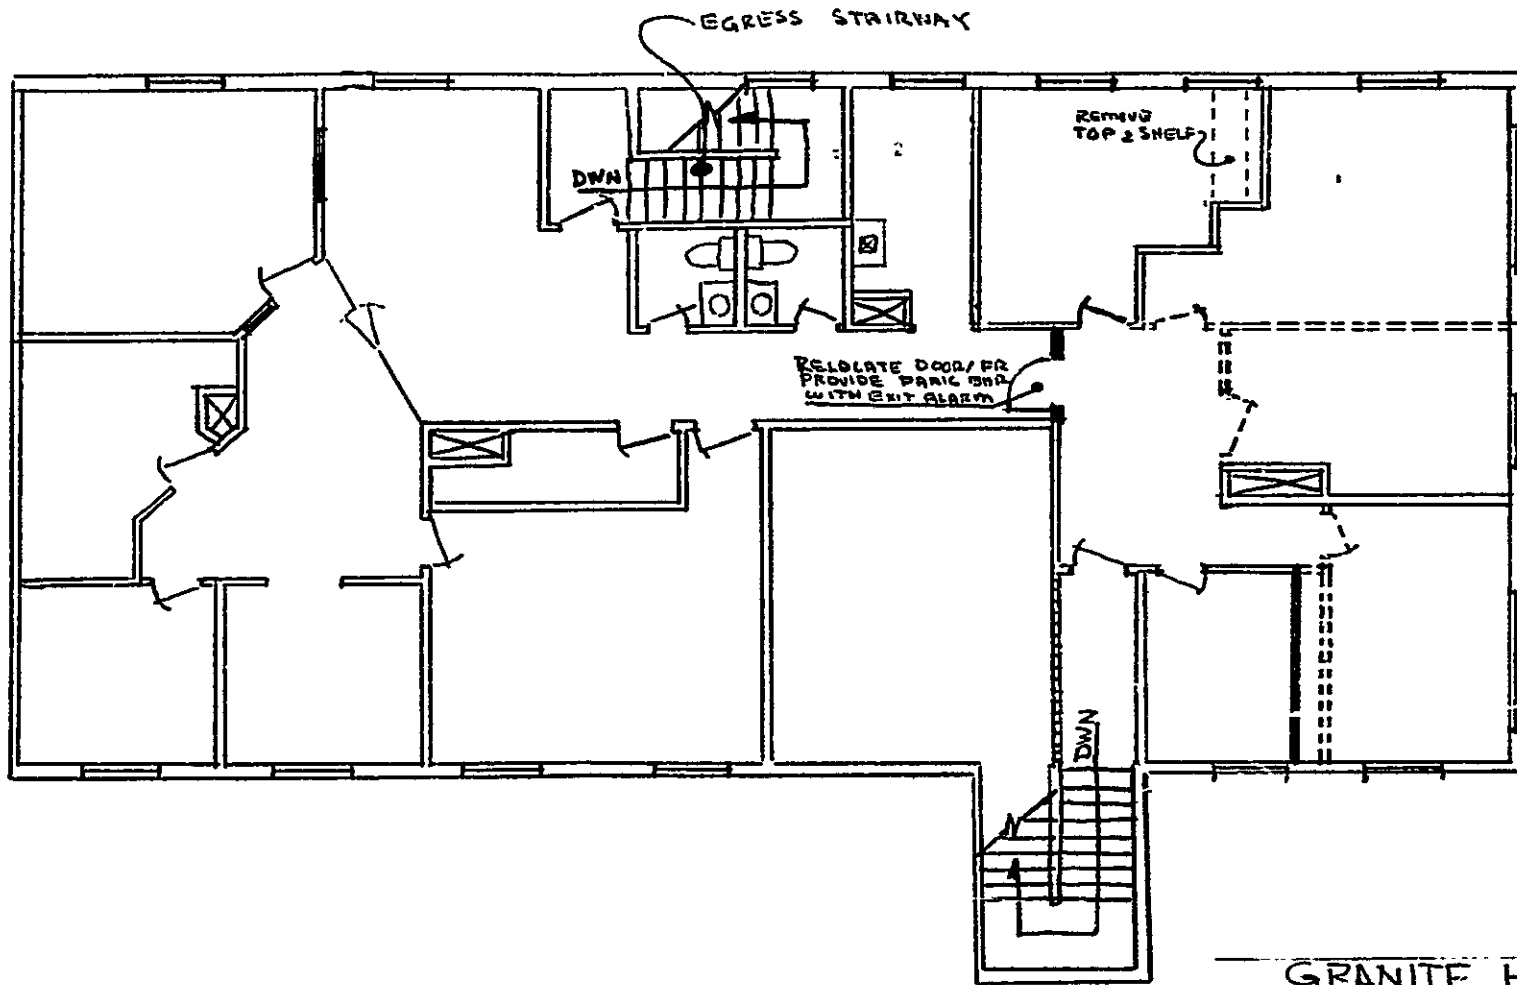 EGRESS STAIRWAY
REMOVE
TOP & SHELF
DWN
2
RELOCATE DOOR/FR
PROVIDE PANIC BAR
WITH EXIT ALARM
DWN
GRANITE H